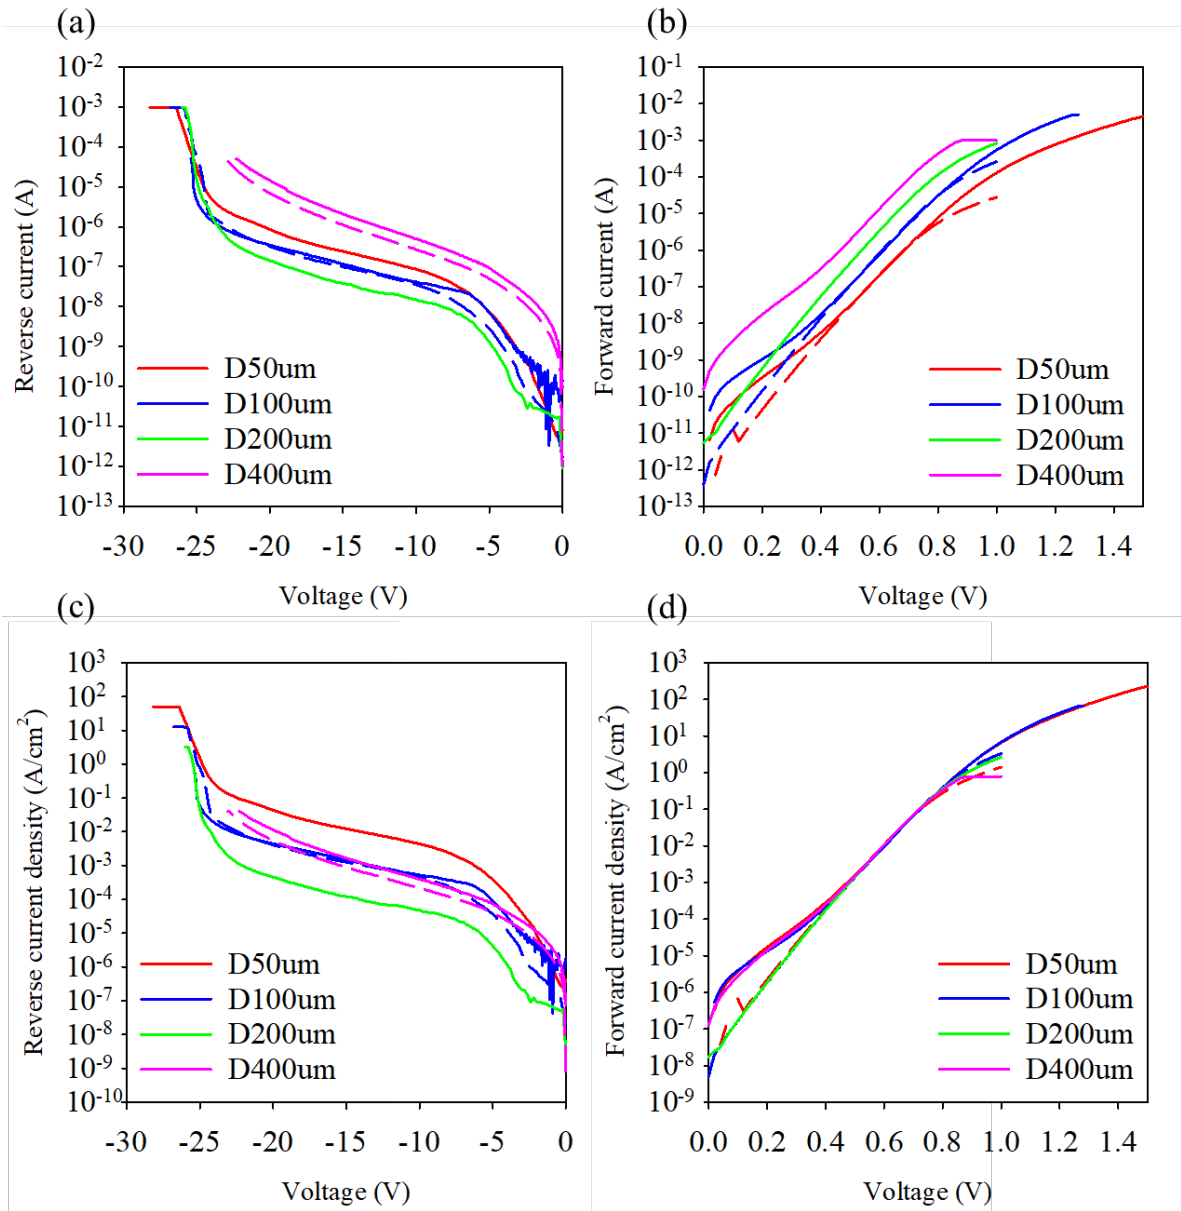 (a)
Reverse current (A)
10-2
10-3
10-4
10-5
10-6
10-7
10-8
10-9
10-10
10-11
10-12
10-13
D50um
D100um
D200um
D400um
-30 -25 -20 -15 -10 -5 0
Voltage (V)
(b)
Forward current (A)
10-1
10-2
10-3
10-4
10-5
10-6
10-7
10-8
10-9
10-10
10-11
10-12
10-13
D50um
D100um
D200um
D400um
0.0 0.2 0.4 0.6 0.8 1.0 1.2 1.4
Voltage (V)
(c)
Reverse current density (A/cm2)
103
102
101
100
10-1
10-2
10-3
10-4
10-5
10-6
10-7
10-8
10-9
10-10
D50um
D100um
D200um
D400um
-30 -25 -20 -15 -10 -5 0
Voltage (V)
(d)
Forward current density (A/cm2)
103
102
101
100
10-1
10-2
10-3
10-4
10-5
10-6
10-7
10-8
10-9
D50um
D100um
D200um
D400um
0.0 0.2 0.4 0.6 0.8 1.0 1.2 1.4
Voltage (V)